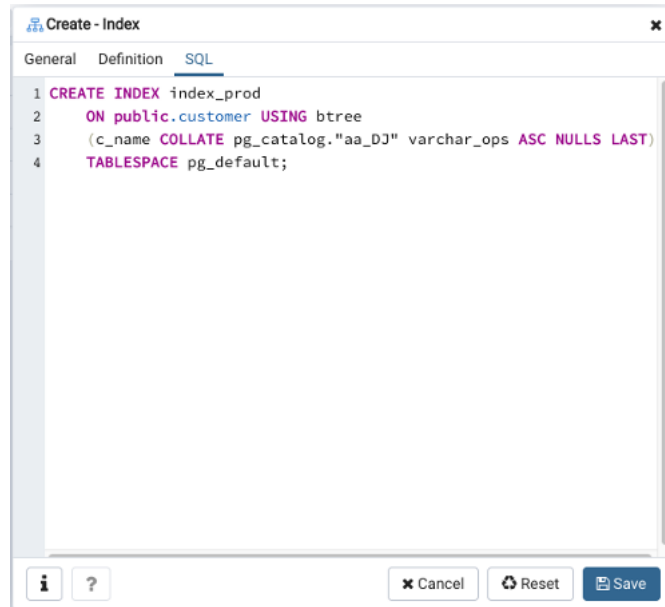 Create - Index
General Definition SQL
1 CREATE INDEX index_prod
2 ON public.customer USING btree
3 (c_name COLLATE pg_catalog."aa_DJ" varchar_ops ASC NULLS LAST)
4 TABLESPACE pg_default;
i ? Cancel Reset Save